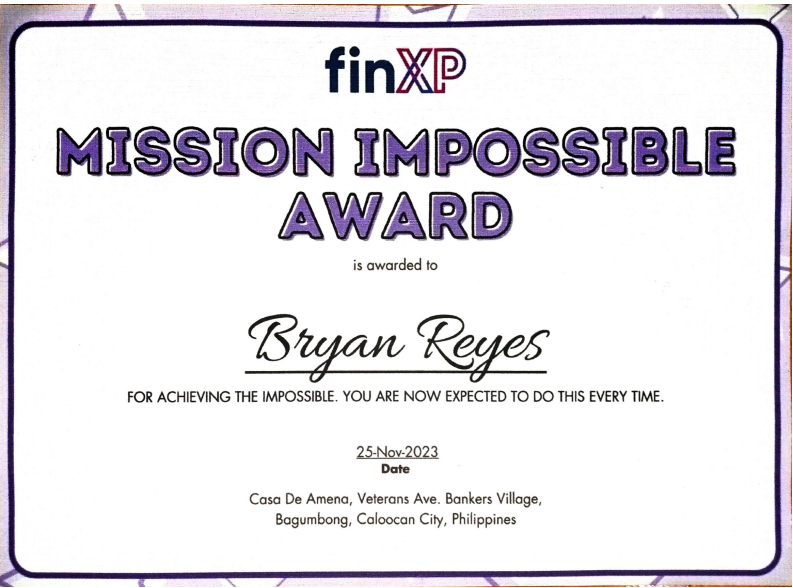 finXP
MISSION IMPOSSIBLE
AWARD
is awarded to
Bryan Reyes
FOR ACHIEVING THE IMPOSSIBLE. YOU ARE NOW EXPECTED TO DO THIS EVERY TIME.
25-Nov-2023
Date
Casa De Amena, Veterans Ave. Bankers Village,
Bagumbong, Caloocan City, Philippines